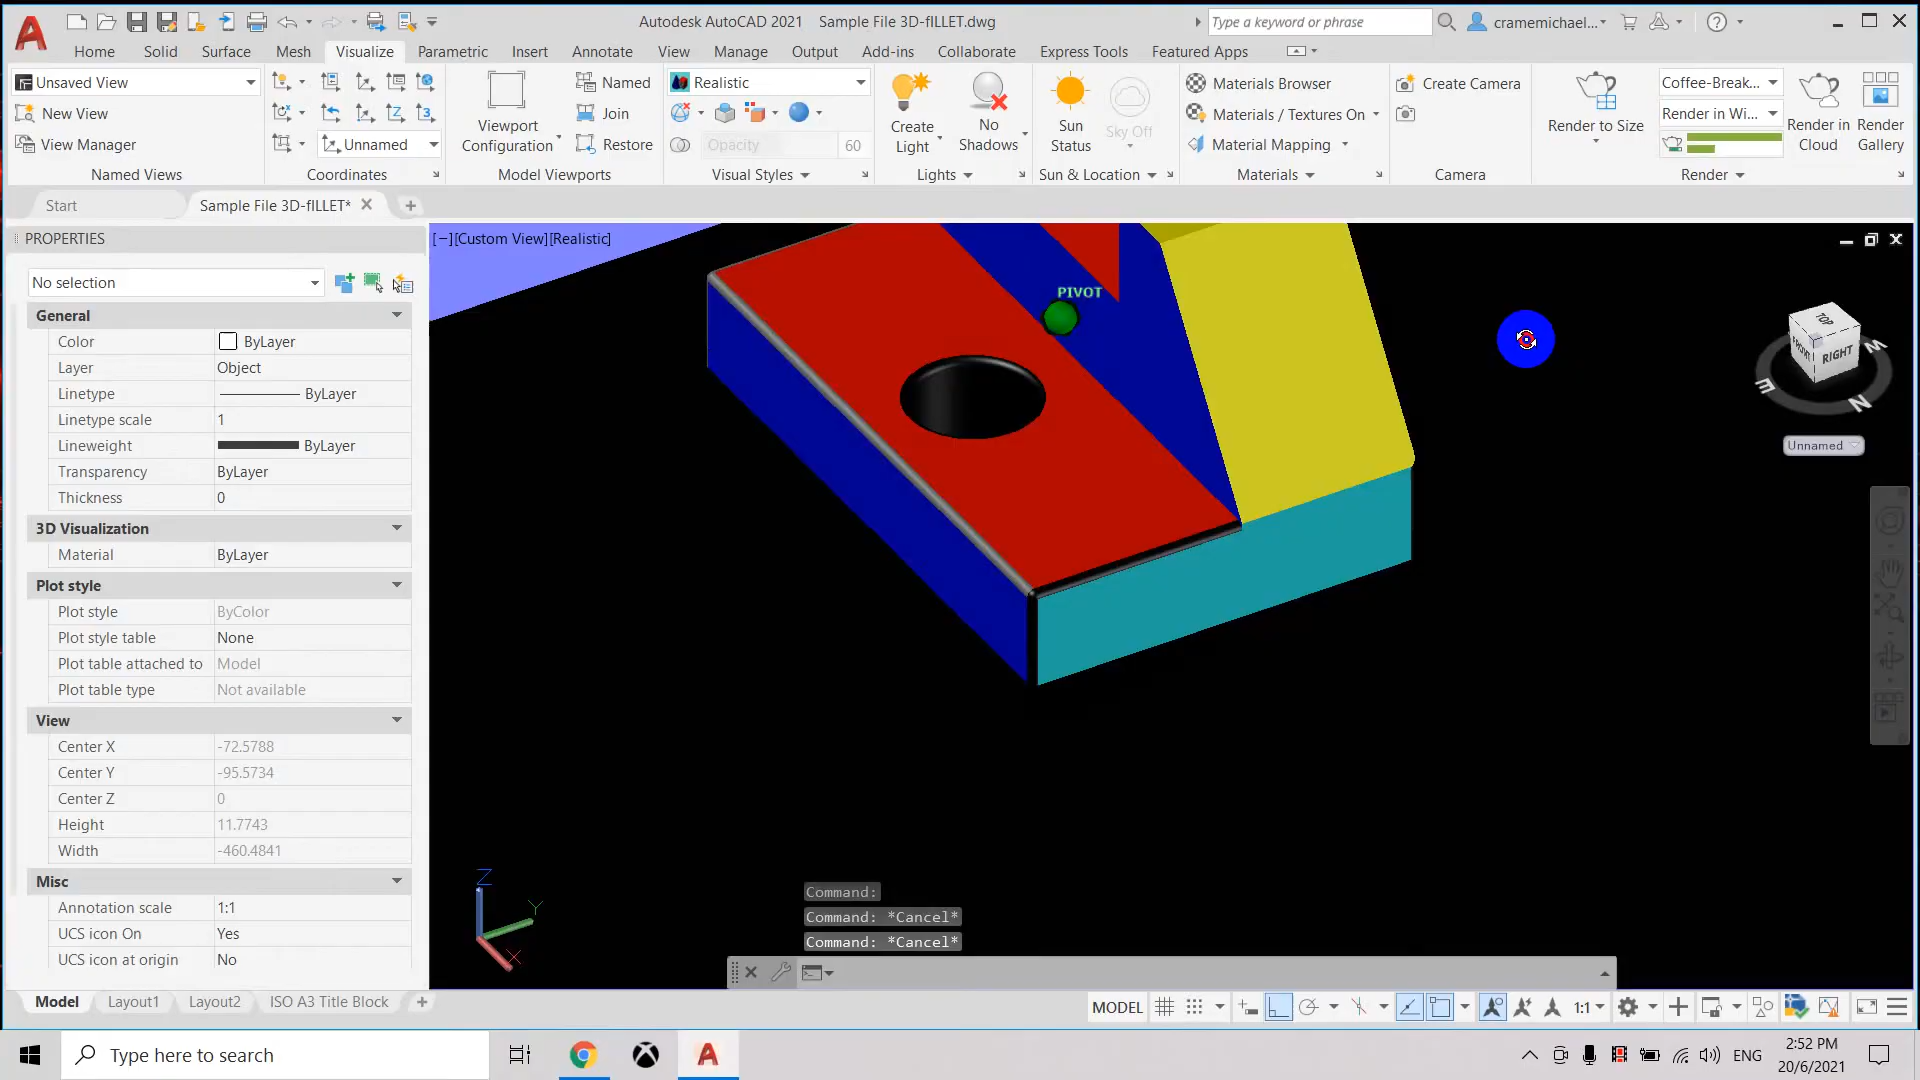 Autodesk AutoCAD 2021 Sample File 3D-fILLET.dwg
Type a keyword or phrase
cramemichael...
Home Solid Surface Mesh Visualize Parametric Insert Annotate View Manage Output Add-ins Collaborate Express Tools Featured Apps
Unsaved View
New View
View Manager
Named Views
Unnamed
Coordinates
Viewport Configuration
Named
Join
Restore
Model Viewports
Realistic
Opacity 60
Visual Styles
Create Light
No Shadows
Lights
Sun Status
Sky Off
Sun & Location
Materials Browser
Materials / Textures On
Material Mapping
Materials
Create Camera
Camera
Render to Size
Coffee-Break...
Render in Wi...
Render in Cloud
Render Gallery
Render
Start
Sample File 3D-fILLET*
PROPERTIES
No selection
General
Color ByLayer
Layer Object
Linetype ByLayer
Linetype scale 1
Lineweight ByLayer
Transparency ByLayer
Thickness 0
3D Visualization
Material ByLayer
Plot style
Plot style ByColor
Plot style table None
Plot table attached to Model
Plot table type Not available
View
Center X -72.5788
Center Y -95.5734
Center Z 0
Height 11.7743
Width -460.4841
Misc
Annotation scale 1:1
UCS icon On Yes
UCS icon at origin No
[−][Custom View][Realistic]
PIVOT
TOP
FRONT
RIGHT
W
E
N
Unnamed
Z
Y
X
Command:
Command: *Cancel*
Command: *Cancel*
Model Layout1 Layout2 ISO A3 Title Block
MODEL
1:1
Type here to search
ENG
2:52 PM
20/6/2021